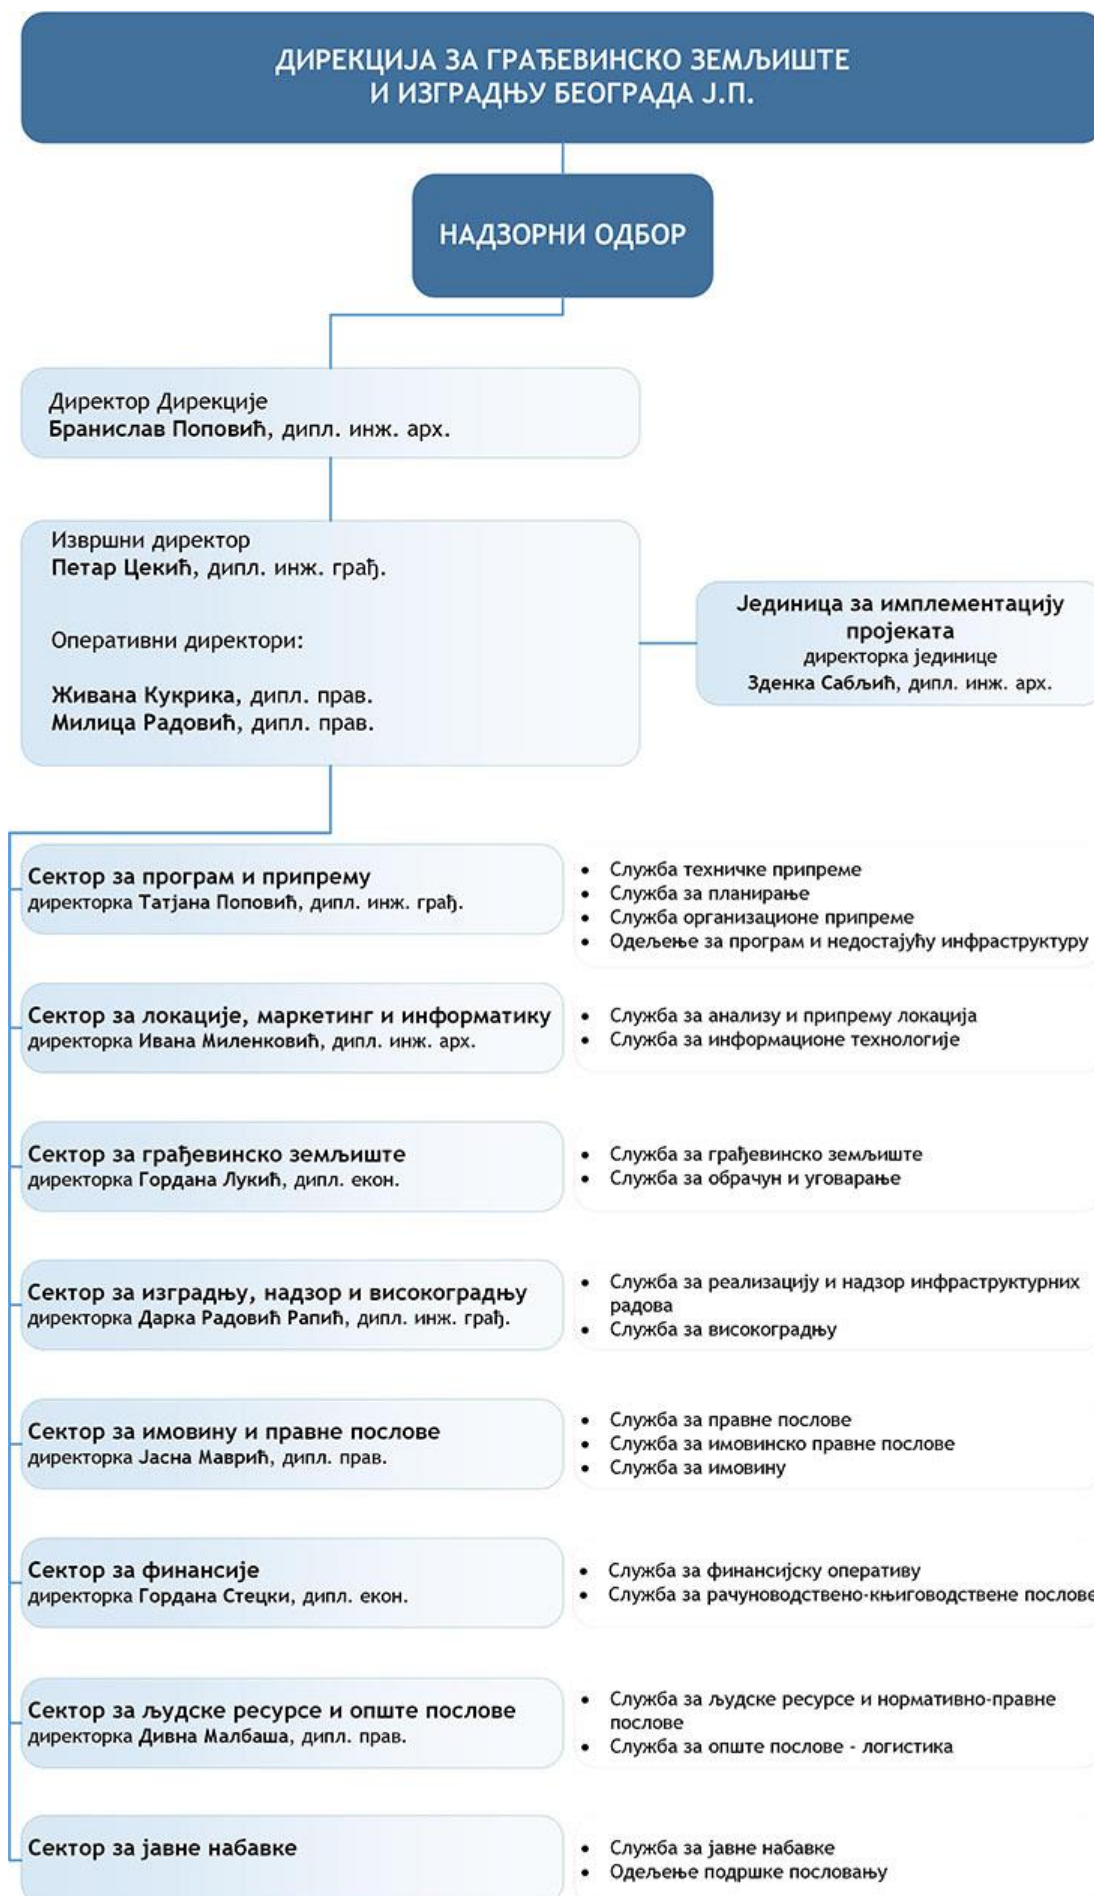 ДИРЕКЦИЈА ЗА ГРАЂЕВИНСКО ЗЕМЉИШТЕ
И ИЗГРАДЊУ БЕОГРАДА Ј.П.
НАДЗОРНИ ОДБОР
Директор Дирекције
Бранислав Поповић, дипл. инж. арх.
Извршни директор
Петар Цекић, дипл. инж. грађ.
Оперативни директори:
Живана Кукрика, дипл. прав.
Милица Радовић, дипл. прав.
Јединица за имплементацију
пројеката
директорка јединице
Зденка Сабљић, дипл. инж. арх.
Сектор за програм и припрему
директорка Татјана Поповић, дипл. инж. грађ.
• Служба техничке припреме
• Служба за планирање
• Служба организационе припреме
• Одељење за програм и недостајућу инфраструктуру
Сектор за локације, маркетинг и информатику
директорка Ивана Миленковић, дипл. инж. арх.
• Служба за анализу и припрему локација
• Служба за информационе технологије
Сектор за грађевинско земљиште
директорка Гордана Лукић, дипл. екон.
• Служба за грађевинско земљиште
• Служба за обрачун и уговарање
Сектор за изградњу, надзор и високоградњу
директорка Дарка Радовић Рапић, дипл. инж. грађ.
• Служба за реализацију и надзор инфраструктурних
радова
• Служба за високоградњу
Сектор за имовину и правне послове
директорка Јасна Маврић, дипл. прав.
• Служба за правне послове
• Служба за имовинско правне послове
• Служба за имовину
Сектор за финансије
директорка Гордана Стецки, дипл. екон.
• Служба за финансијску оперативу
• Служба за рачуноводствено-књиговодствене послове
Сектор за људске ресурсе и опште послове
директорка Дивна Малбаша, дипл. прав.
• Служба за људске ресурсе и нормативно-правне
послове
• Служба за опште послове - логистика
Сектор за јавне набавке
• Служба за јавне набавке
• Одељење подршке пословању